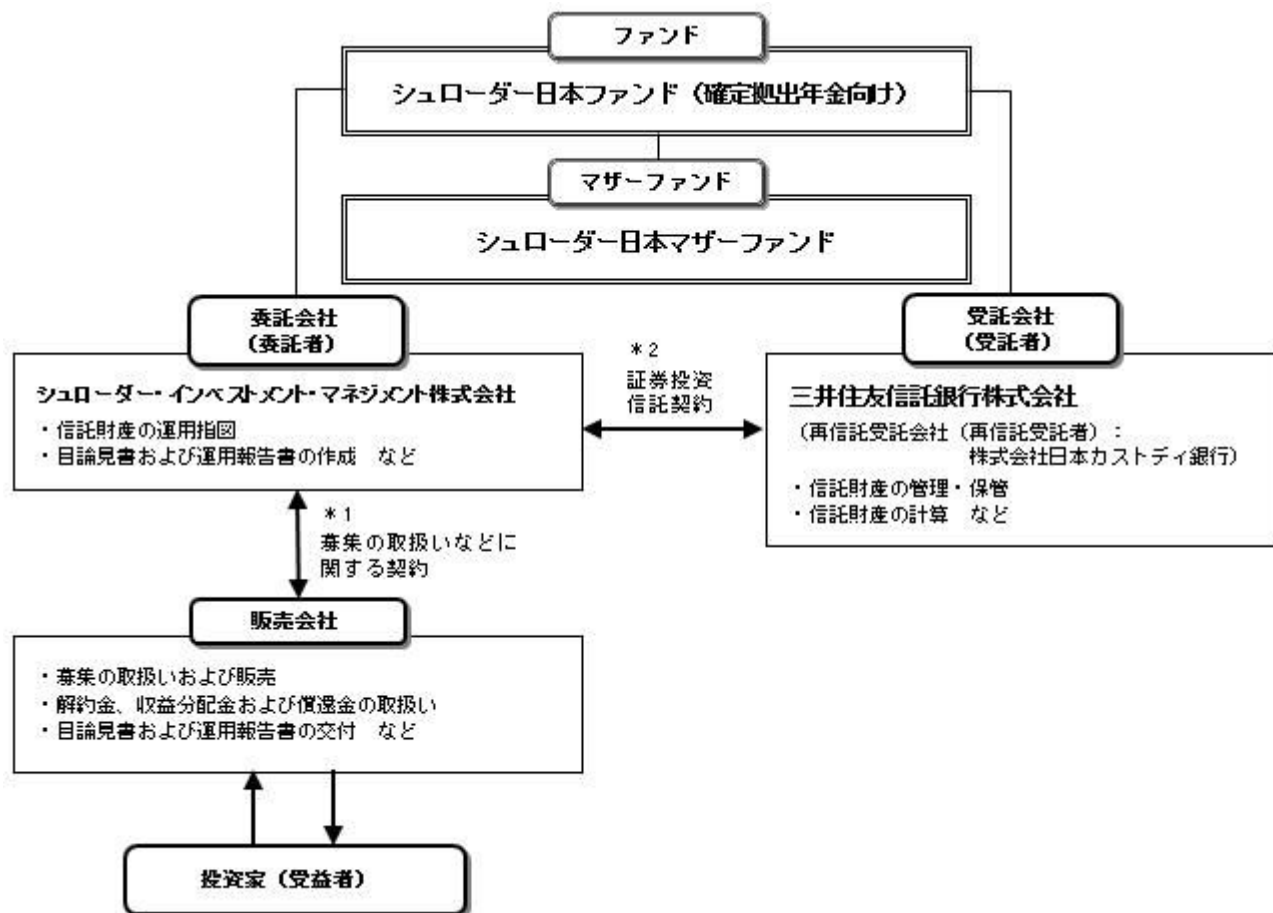 ファンド
シュローダー日本ファンド（確定拠出年金向け）
マザーファンド
シュローダー日本マザーファンド
委託会社
（委託者）
シュローダー・インベストメント・マネジメント株式会社
・信託財産の運用指図
・目論見書および運用報告書の作成　など
＊2
証券投資
信託契約
受託会社
（受託者）
三井住友信託銀行株式会社
（再信託受託会社（再信託受託者）：
株式会社日本カストディ銀行）
・信託財産の管理・保管
・信託財産の計算　など
＊1
募集の取扱いなどに
関する契約
販売会社
・募集の取扱いおよび販売
・解約金、収益分配金および償還金の取扱い
・目論見書および運用報告書の交付　など
投資家（受益者）